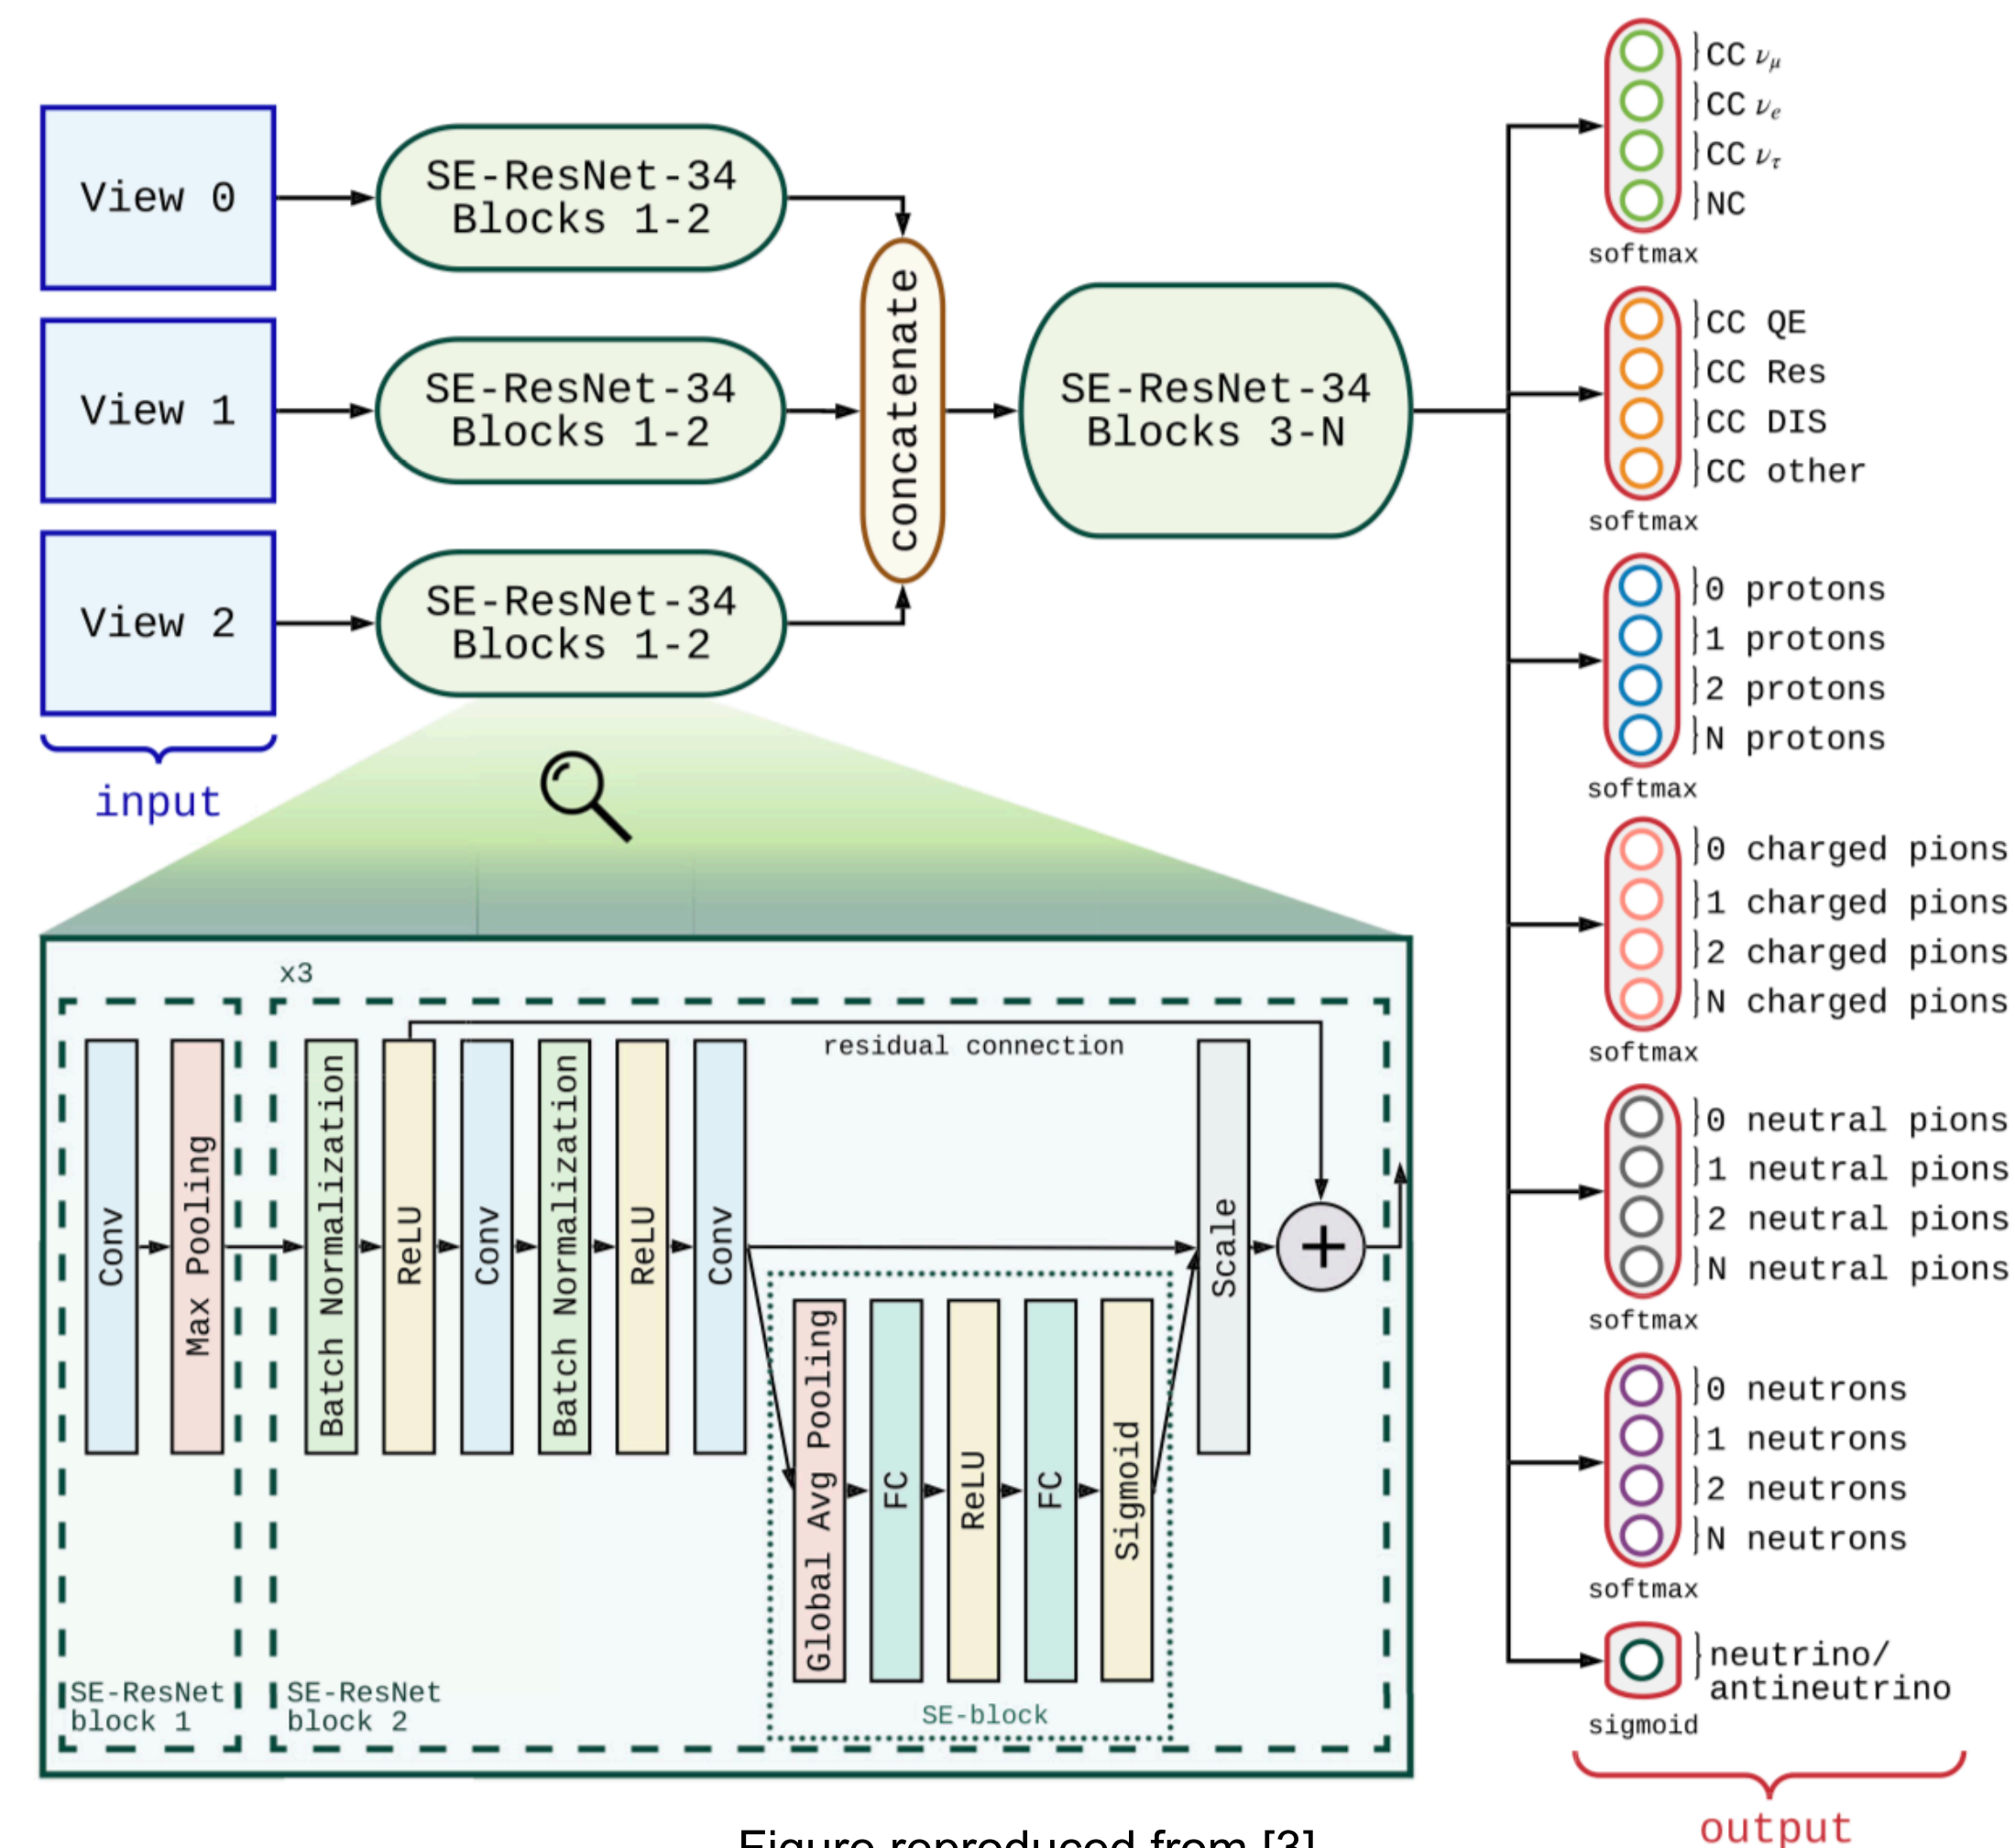 View 0
SE-ResNet-34
Blocks 1-2
View 1
SE-ResNet-34
Blocks 1-2
View 2
SE-ResNet-34
Blocks 1-2
input
concatenate
SE-ResNet-34
Blocks 3-N
x3
Conv
Max Pooling
SE-ResNet
block 1
Batch Normalization
ReLU
Conv
Batch Normalization
ReLU
Conv
residual connection
Global Avg Pooling
FC
ReLU
FC
Sigmoid
SE-block
Scale
+
SE-ResNet
block 2
CC νμ
CC νe
CC ντ
NC
softmax
CC QE
CC Res
CC DIS
CC other
softmax
0 protons
1 protons
2 protons
N protons
softmax
0 charged pions
1 charged pions
2 charged pions
N charged pions
softmax
0 neutral pions
1 neutral pions
2 neutral pions
N neutral pions
softmax
0 neutrons
1 neutrons
2 neutrons
N neutrons
softmax
neutrino/
antineutrino
sigmoid
output
Figure reproduced from [3]